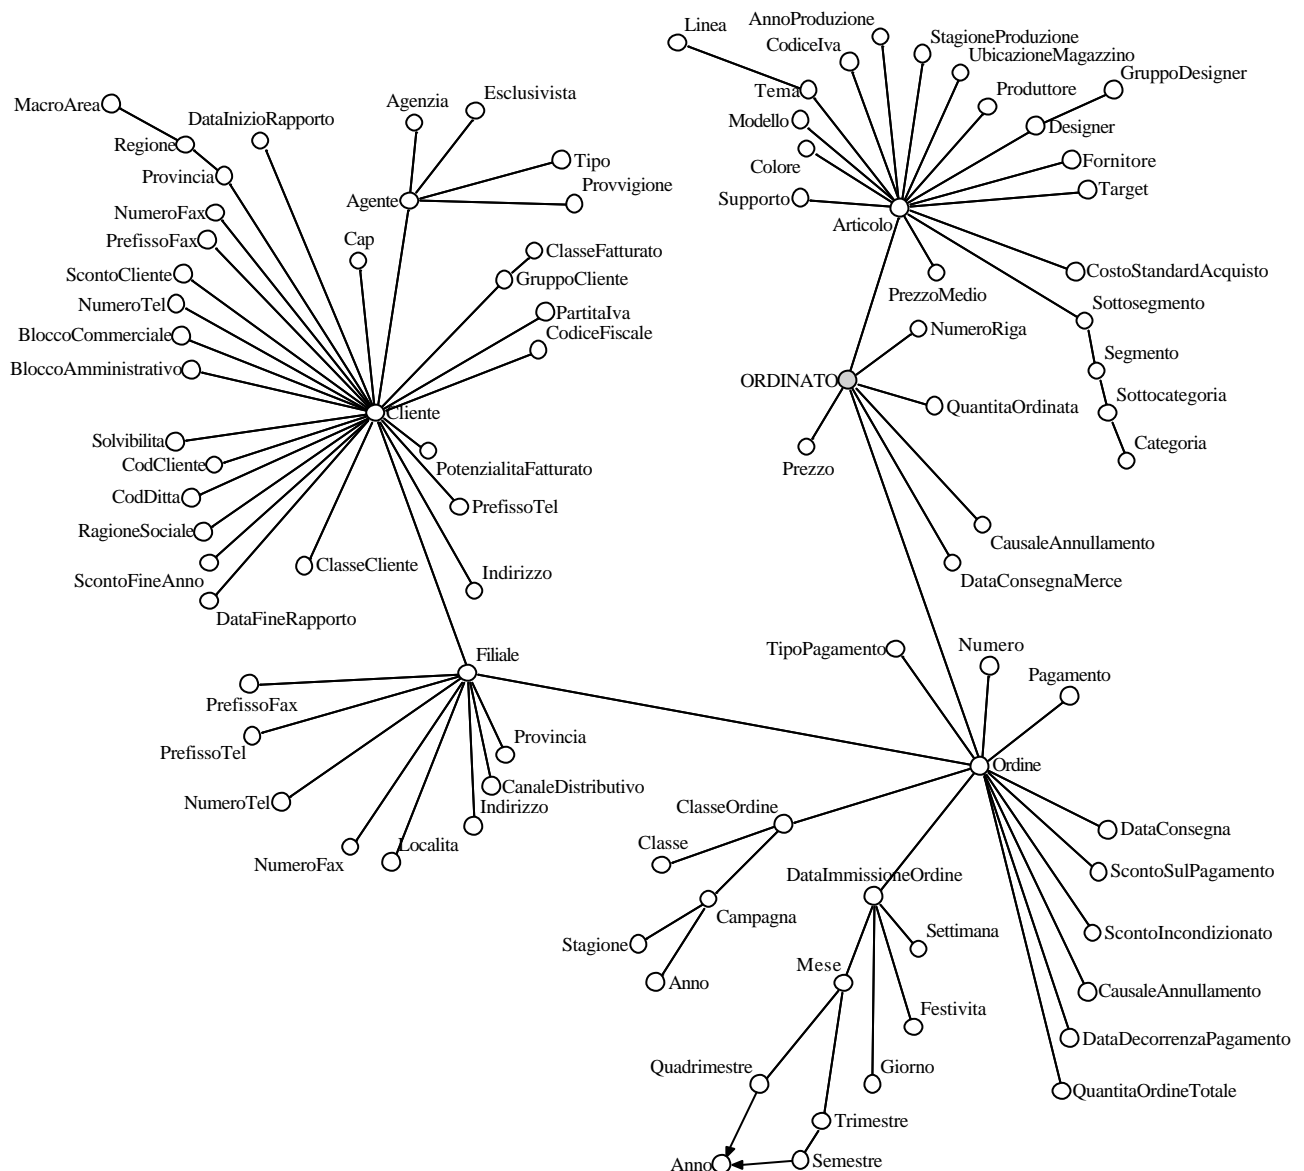 Linea
AnnoProduzione
CodiceIva
StagioneProduzione
UbicazioneMagazzino
GruppoDesigner
Tema
Produttore
Modello
Designer
Colore
Fornitore
Supporto
Target
Articolo
CostoStandardAcquisto
PrezzoMedio
Sottosegmento
NumeroRiga
Segmento
ORDINATO
Sottocategoria
QuantitaOrdinata
Categoria
Prezzo
CausaleAnnullamento
DataConsegnaMerce
MacroArea
DataInizioRapporto
Agenzia
Esclusivista
Regione
Tipo
Provincia
Provvigione
Agente
NumeroFax
PrefissoFax
Cap
ClasseFatturato
ScontoCliente
GruppoCliente
NumeroTel
PartitaIva
BloccoCommerciale
CodiceFiscale
BloccoAmministrativo
Cliente
Solvibilita
CodCliente
PotenzialitaFatturato
CodDitta
PrefissoTel
RagioneSociale
ScontoFineAnno
ClasseCliente
Indirizzo
DataFineRapporto
Filiale
PrefissoFax
PrefissoTel
Provincia
NumeroTel
CanaleDistributivo
Indirizzo
NumeroFax
Localita
TipoPagamento
Numero
Pagamento
Ordine
ClasseOrdine
DataConsegna
Classe
ScontoSulPagamento
DataImmissioneOrdine
Campagna
Stagione
Settimana
ScontoIncondizionato
Anno
Mese
CausaleAnnullamento
Festivita
DataDecorrenzaPagamento
Quadrimestre
Giorno
QuantitaOrdineTotale
Trimestre
Anno
Semestre